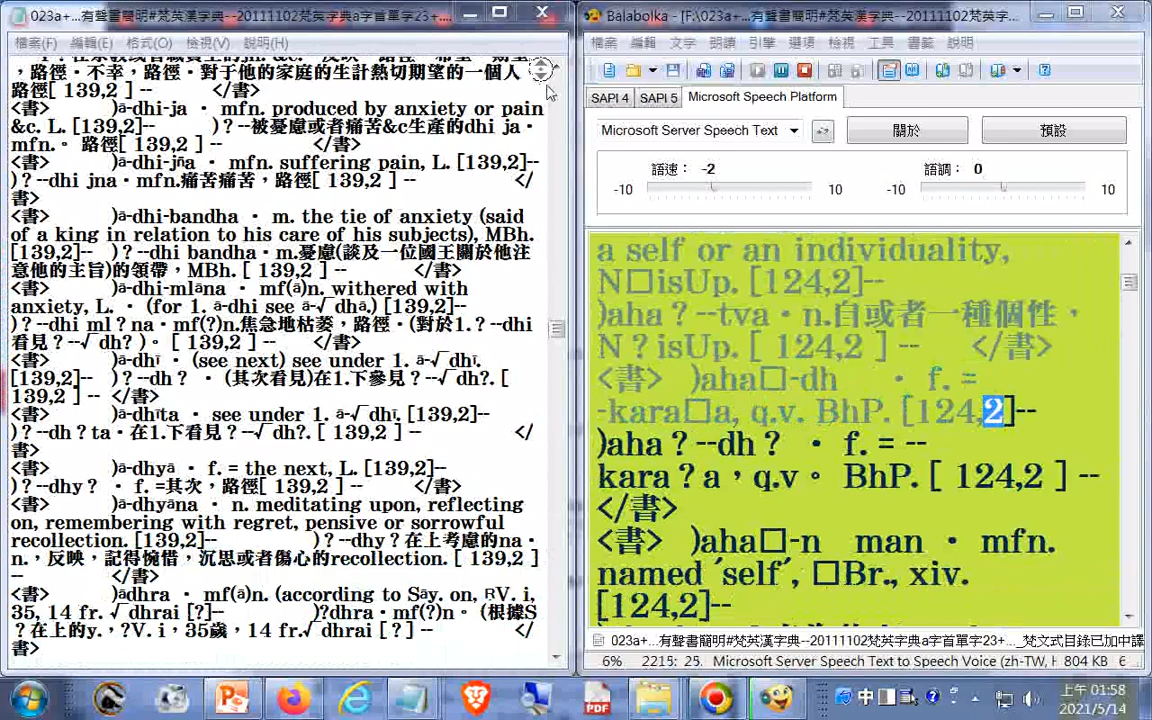 有聲書簡明#梵英漢字典--20111102梵英字典a字首單字23+...
檔案(F) 編輯(E) 格式(O) 檢視(V) 說明(H)
，路徑‧不幸，路徑‧對于他的家庭的生計熱切期望的一個人，
路徑[ 139,2 ] -- </書>
<書> )ā-dhi-ja ‧ mfn. produced by anxiety or pain
&c. L. [139,2]-- )？--被憂慮或者痛苦&c生產的dhi ja‧
mfn.。 路徑[ 139,2 ] -- </書>
<書> )ā-dhi-jña ‧ mfn. suffering pain, L. [139,2]--
)？--dhi jna‧mfn.痛苦痛苦，路徑[ 139,2 ] -- </
書>
<書> )ā-dhi-bandha ‧ m. the tie of anxiety (said
of a king in relation to his care of his subjects), MBh.
[139,2]-- )？--dhi bandha‧m.憂慮(談及一位國王關於他注
意他的主旨)的領帶，MBh. [ 139,2 ] -- </書>
<書> )ā-dhi-mlāna ‧ mf(ā)n. withered with
anxiety, L. ‧ (for 1. ā-dhi see ā-√dhā.) [139,2]--
)？--dhi ml？na‧mf(?)n.焦急地枯萎，路徑‧(對於1.？--dhi
看見？--√dh? )。 [ 139,2 ] -- </書>
<書> )ā-dhī ‧ (see next) see under 1. ā-√dhī.
[139,2]-- )？--dh？ ‧ (其次看見)在1.下參見？--√dh?. [
139,2 ] -- </書>
<書> )ā-dhīta ‧ see under 1. ā-√dhī. [139,2]--
)？--dh？ta‧在1.下看見？--√dh?. [ 139,2 ] -- </
書>
<書> )ā-dhyā ‧ f. = the next, L. [139,2]--
)？--dhy？ ‧ f. =其次，路徑[ 139,2 ] -- </書>
<書> )ā-dhyāna ‧ n. meditating upon, reflecting
on, remembering with regret, pensive or sorrowful
recollection. [139,2]-- )？--dhy？在上考慮的na‧
n.，反映，記得惋惜，沉思或者傷心的recollection. [ 139,2 ]
-- </書>
<書> )ādhra ‧ mf(ā)n. (according to Sāy. on, RV. i,
35, 14 fr. √dhrai [?]-- )?dhra‧mf(?)n。 (根據S
？在上的y.，?V. i，35歲，14 fr.√dhrai [ ? ] -- </
書>
Balabolka - [F:\023a+...有聲書簡明#梵英漢字典--20111102梵英字...
檔案 編輯 文字 朗讀 引擎 選項 檢視 工具 書籤 說明
SAPI 4 SAPI 5 Microsoft Speech Platform
Microsoft Server Speech Text 關於 預設
語速： -2 語調： 0
-10 10 -10 10
a self or an individuality,
N□isUp. [124,2]--
)aha？--tva‧n.自或者一種個性，
N？isUp. [ 124,2 ] -- </書>
<書> )aha□-dh ‧ f. =
-kara□a, q.v. BhP. [124,2]--
)aha？--dh？ ‧ f. = --
kara？a，q.v。 BhP. [ 124,2 ] --
</書>
<書> )aha□-n man ‧ mfn.
named 'self', □Br., xiv.
[124,2]--
023a+...有聲書簡明#梵英漢字典--20111102梵英字典a字首單字23+..._梵文式目錄已加中譯
6% 2215: 25. Microsoft Server Speech Text to Speech Voice (zh-TW, H 804 KB 6
中
PDF
上午 01:58
2021/5/14